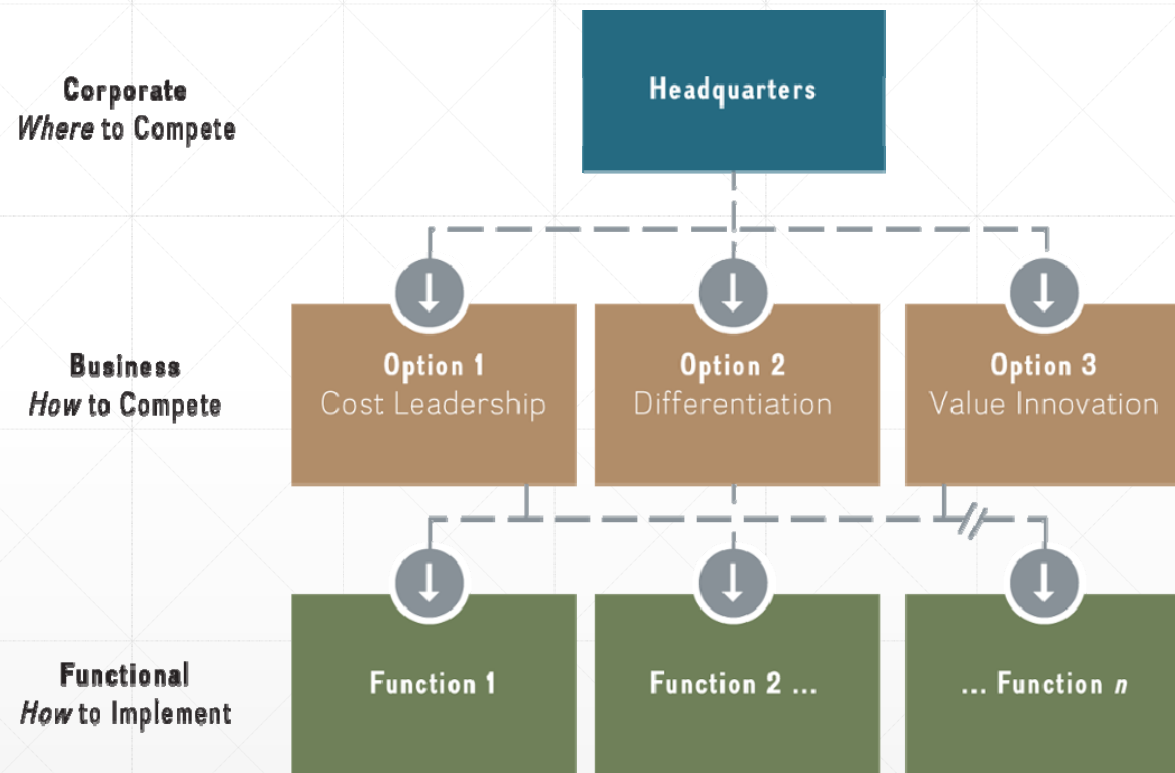 Corporate
Where to Compete
Headquarters
Business
How to Compete
Option 1
Cost Leadership
Option 2
Differentiation
Option 3
Value Innovation
Functional
How to Implement
Function 1
Function 2 ...
... Function n